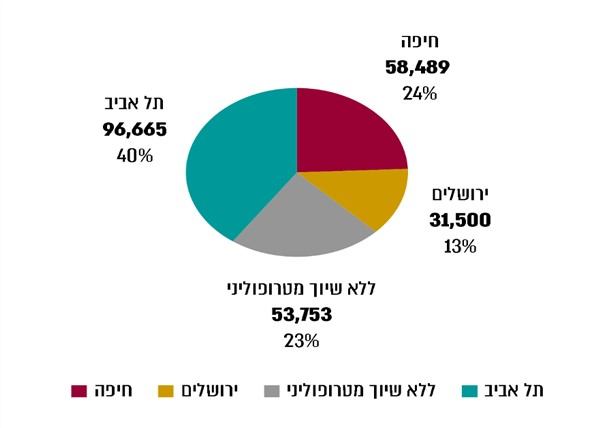 חיפה
58,489
24%
תל אביב
96,665
40%
ירושלים
31,500
13%
ללא שיוך מטרופוליני
53,753
23%
חיפה ירושלים ללא שיוך מטרופוליני תל אביב